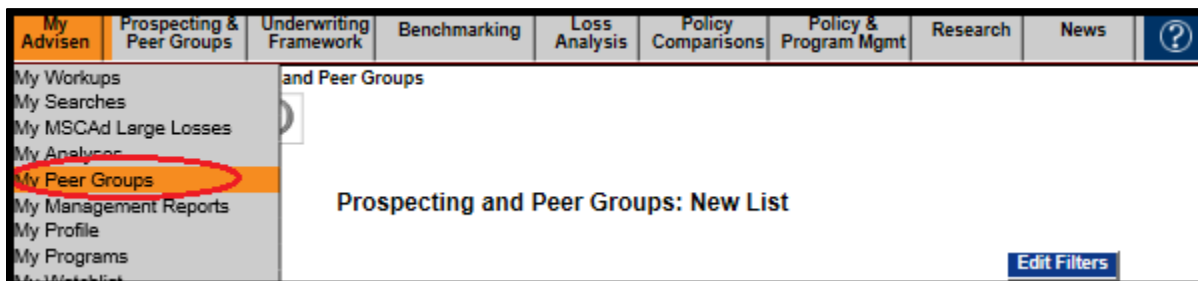 My Advisen
Prospecting & Peer Groups
Underwriting Framework
Benchmarking
Loss Analysis
Policy Comparisons
Policy & Program Mgmt
Research
News
?
My Workups
and Peer Groups
My Searches
My MSCAd Large Losses
My Analyses
My Peer Groups
My Management Reports
Prospecting and Peer Groups: New List
My Profile
My Programs
Edit Filters
My Watchlist